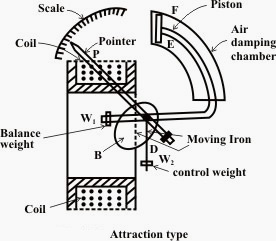 Scale
Coil
Pointer
P
F
Piston
E
Air
damping
chamber
W1
Balance
weight
B
D
Moving Iron
W2
control weight
Coil
Attraction type